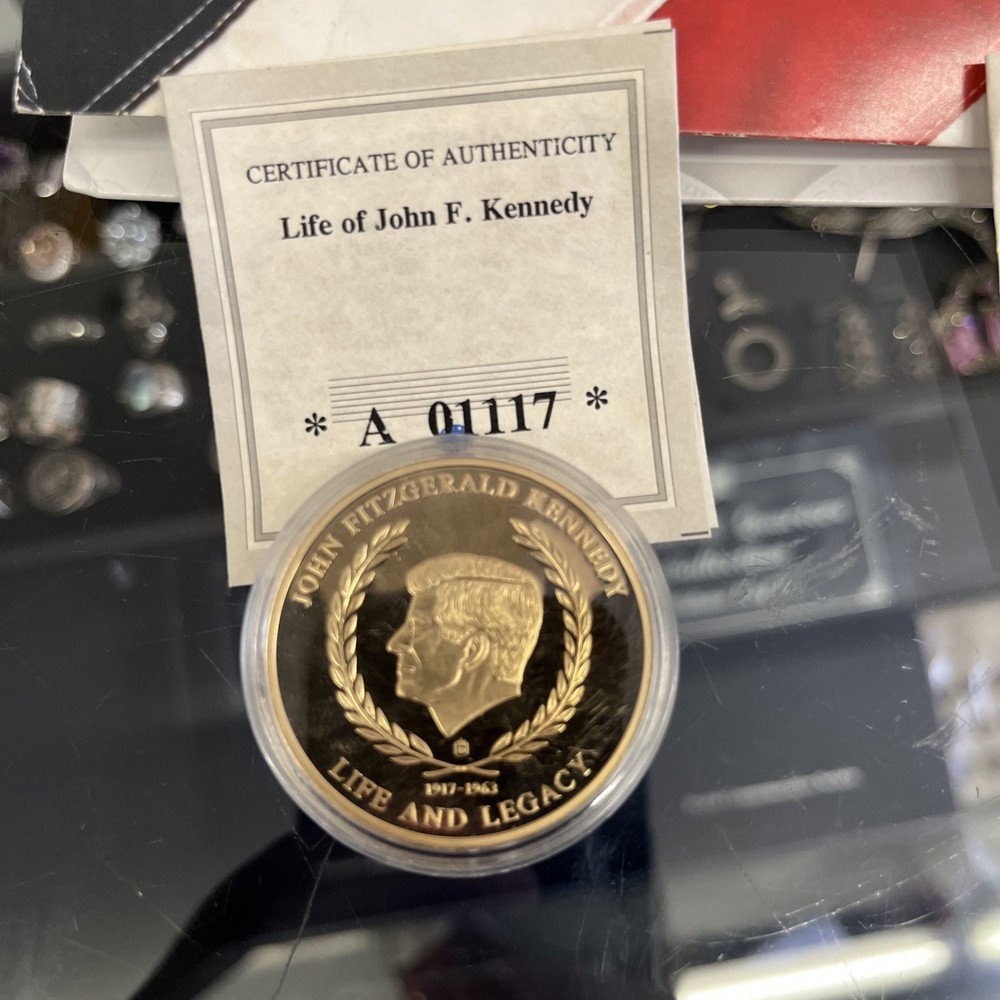 CERTIFICATE OF AUTHENTICITY
Life of John F. Kennedy
* A 01117 *
JOHN FITZGERALD KENNEDY
1917-1963
LIFE AND LEGACY